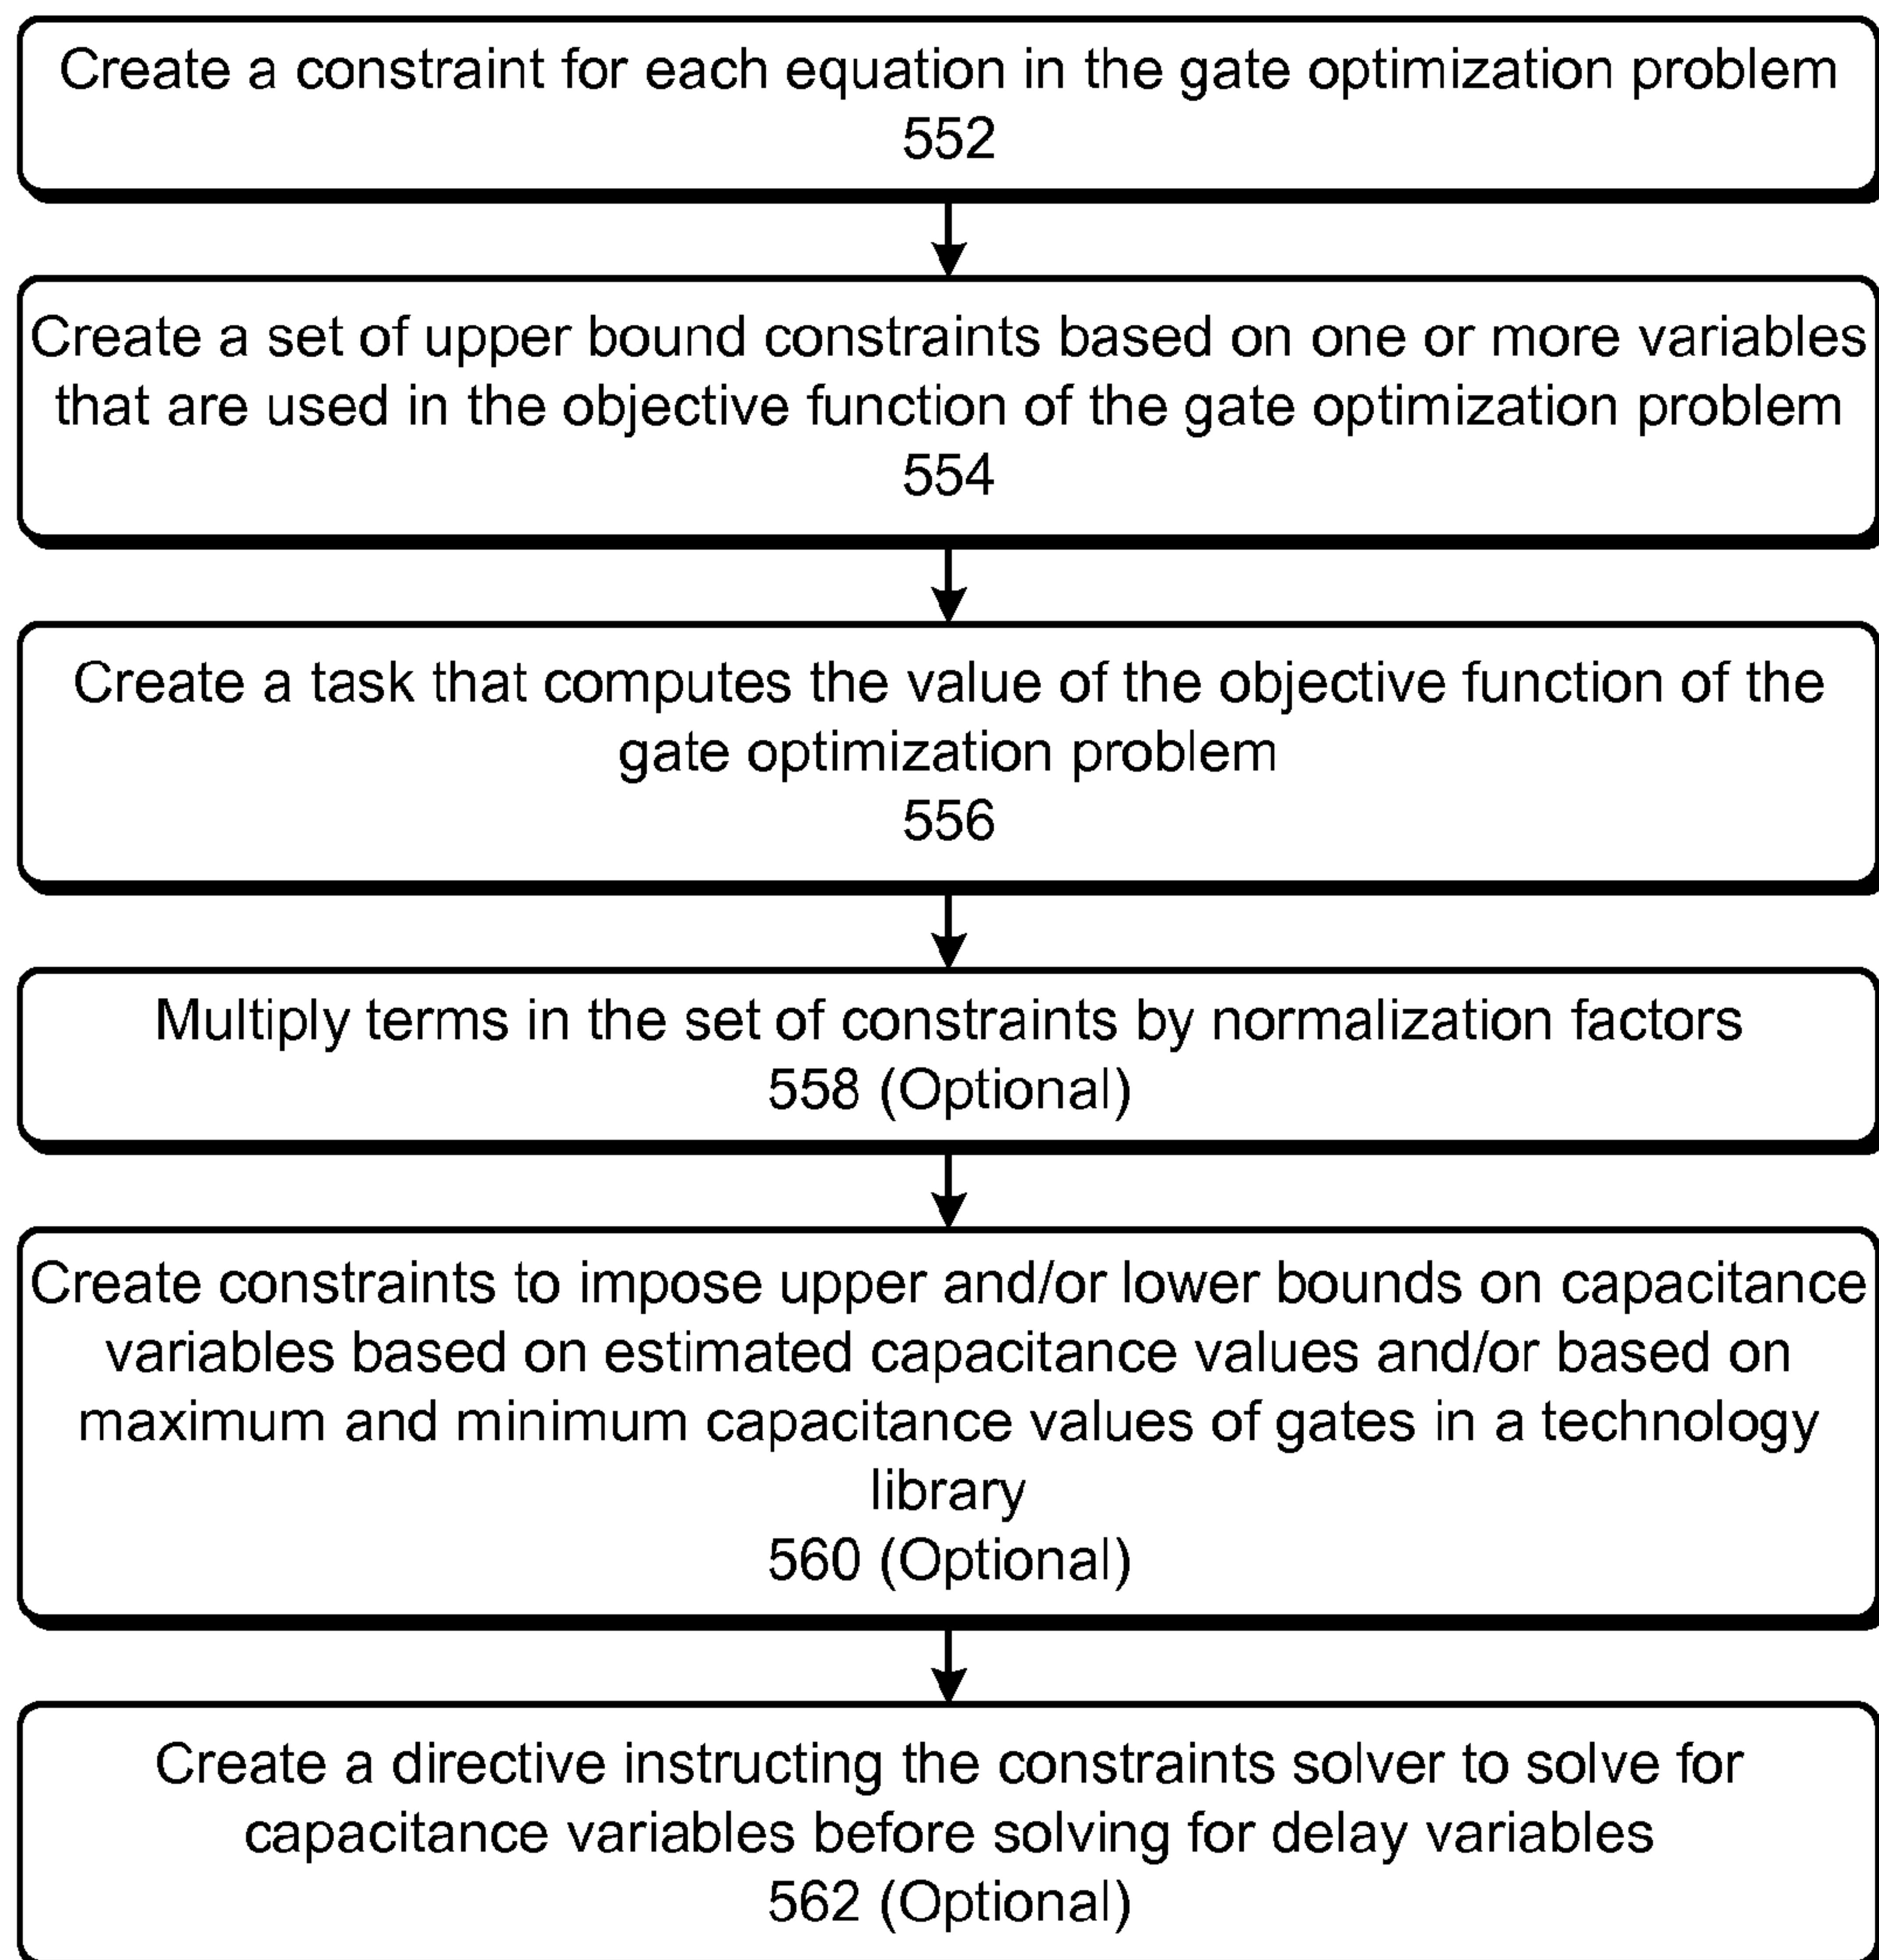 Create a constraint for each equation in the gate optimization problem
552
Create a set of upper bound constraints based on one or more variables
that are used in the objective function of the gate optimization problem
554
Create a task that computes the value of the objective function of the
gate optimization problem
556
Multiply terms in the set of constraints by normalization factors
558 (Optional)
Create constraints to impose upper and/or lower bounds on capacitance
variables based on estimated capacitance values and/or based on
maximum and minimum capacitance values of gates in a technology
library
560 (Optional)
Create a directive instructing the constraints solver to solve for
capacitance variables before solving for delay variables
562 (Optional)